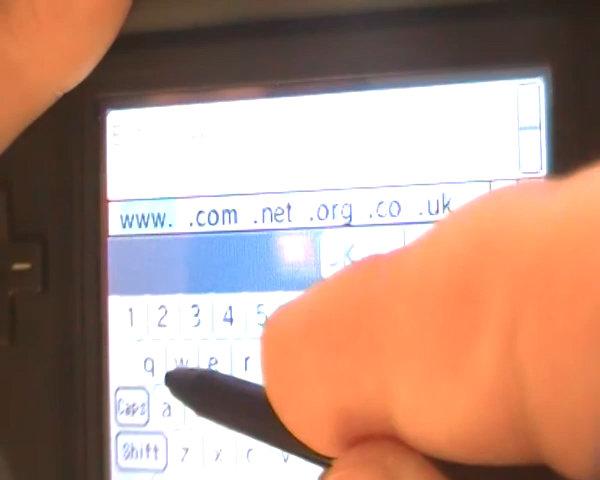 www. .com .net .org .co .uk
1 2 3 4 5
q w e r
Caps a
Shift z x c v